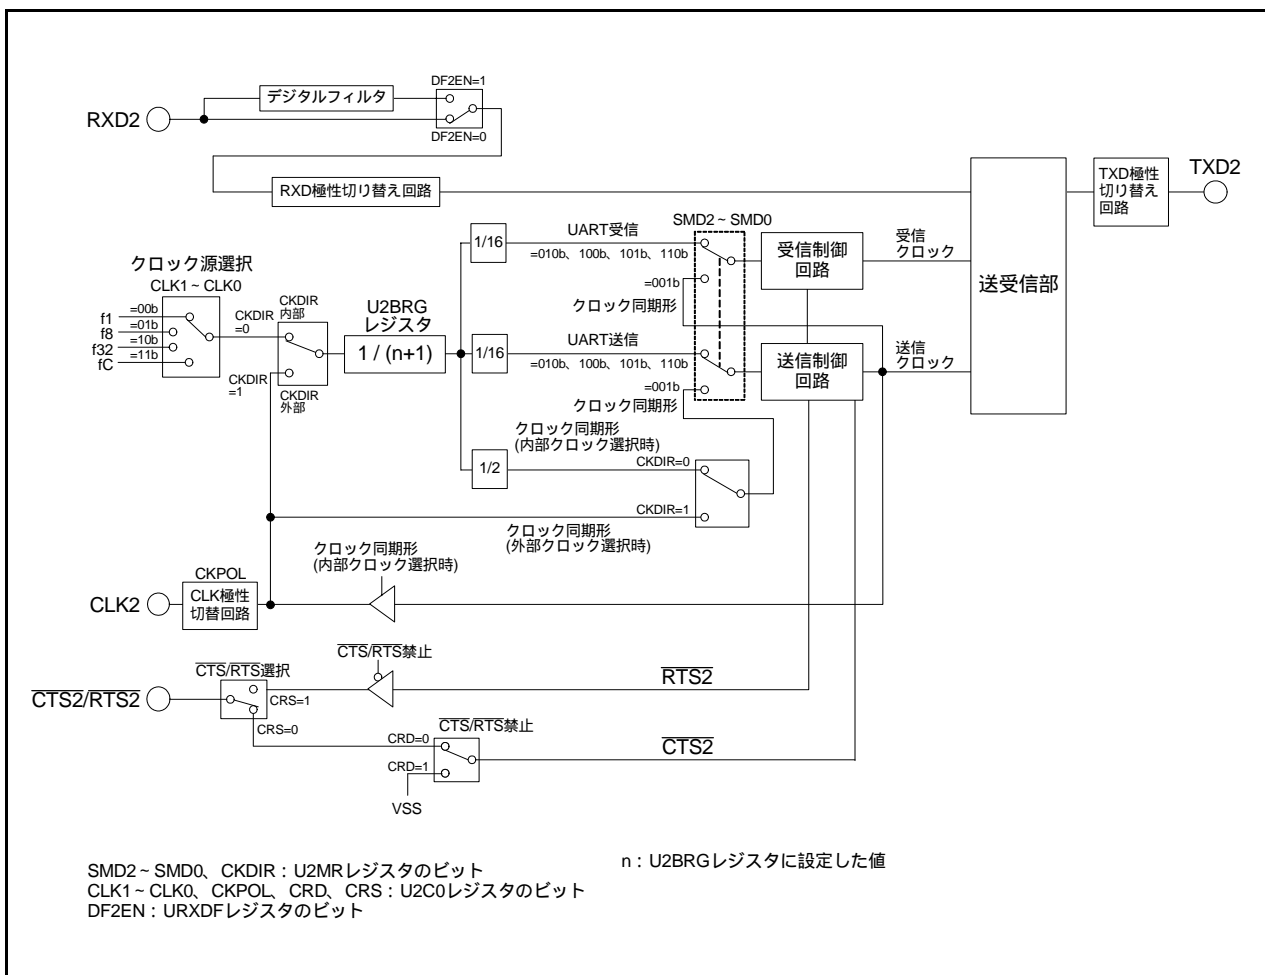 DF2EN=1
デジタルフィルタ
RXD2
DF2EN=0
RXD極性切り替え回路
TXD極性
切り替え
回路
TXD2
SMD2～SMD0
1/16
UART受信
=010b、100b、101b、110b
受信制御
回路
受信
クロック
送受信部
クロック源選択
CLK1～CLK0
=001b
クロック同期形
f1
=00b
f8
=01b
f32
=10b
fC
=11b
CKDIR
=0
CKDIR
内部
U2BRG
レジスタ
1 / (n+1)
1/16
UART送信
=010b、100b、101b、110b
送信制御
回路
送信
クロック
CKDIR
=1
CKDIR
外部
=001b
クロック同期形
クロック同期形
(内部クロック選択時)
1/2
CKDIR=0
CKDIR=1
クロック同期形
(外部クロック選択時)
クロック同期形
(内部クロック選択時)
CKPOL
CLK2
CLK極性
切替回路
CTS/RTS禁止
CTS/RTS選択
RTS2
CTS2/RTS2
CRS=1
CRS=0
CTS/RTS禁止
CRD=0
CTS2
CRD=1
VSS
SMD2～SMD0、CKDIR：U2MRレジスタのビット
n：U2BRGレジスタに設定した値
CLK1～CLK0、CKPOL、CRD、CRS：U2C0レジスタのビット
DF2EN：URXDFレジスタのビット